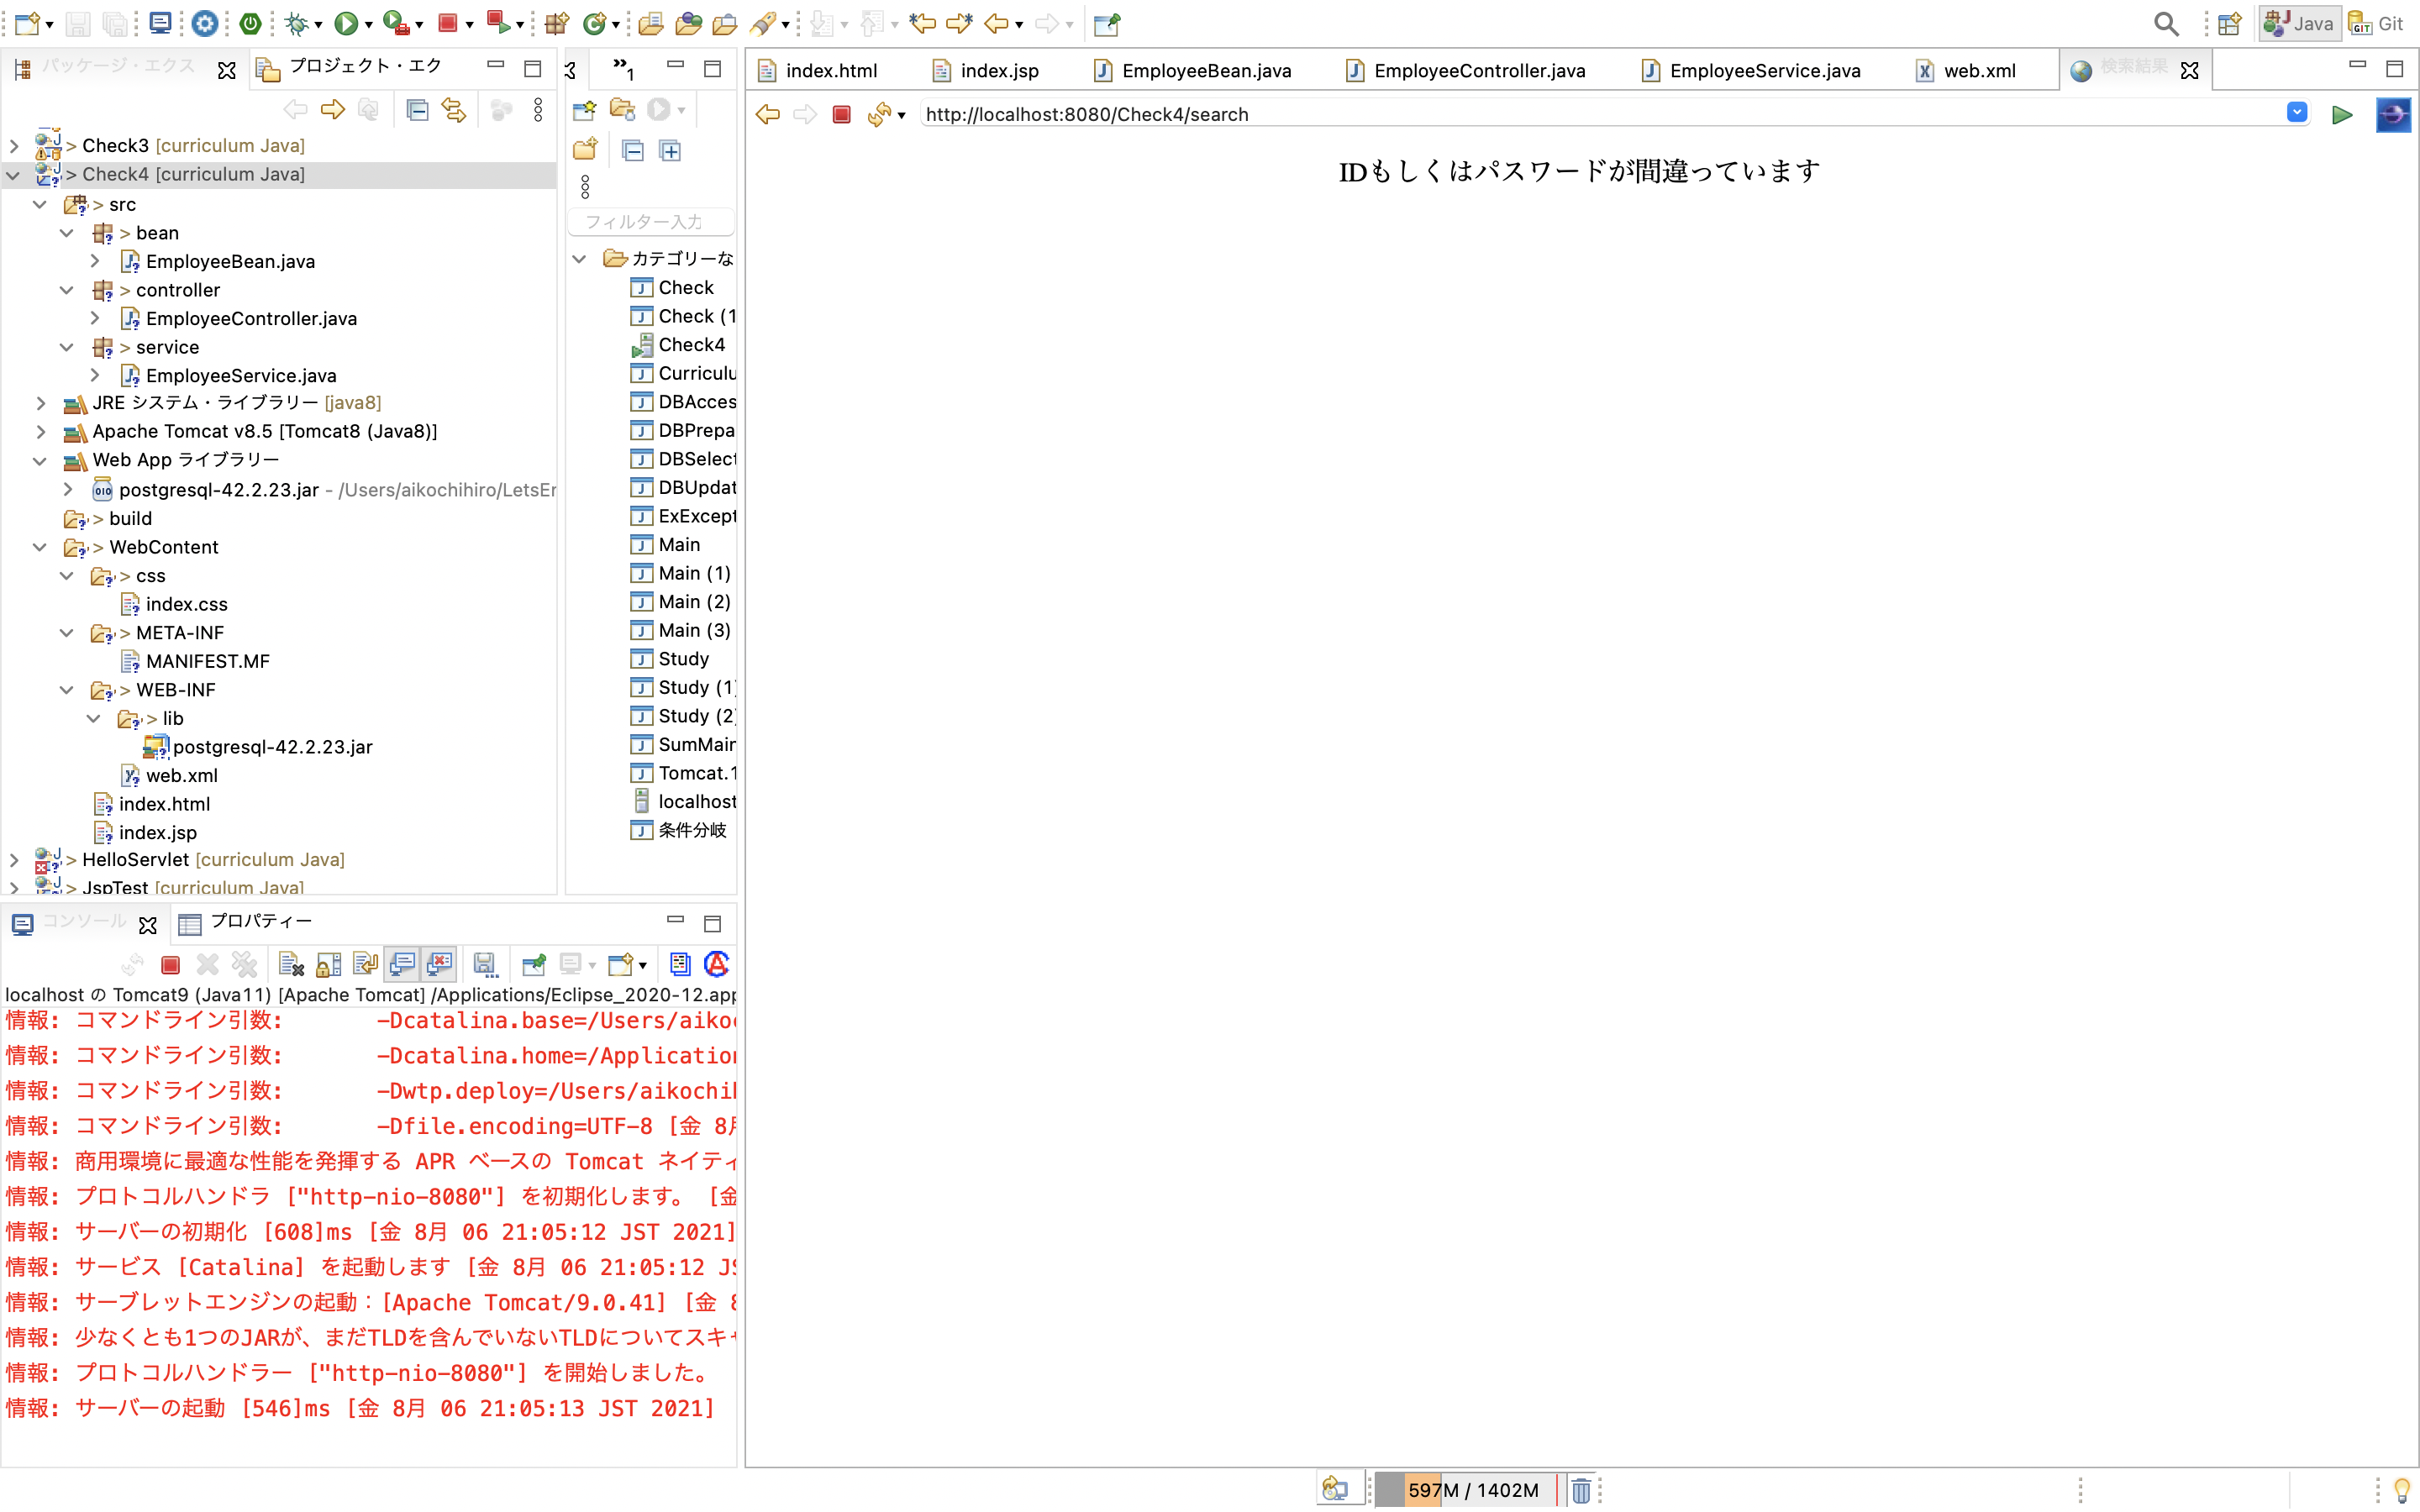 Java
Git
パッケージ・エクス
プロジェクト・エク
»1
Check3 [curriculum Java]
Check4 [curriculum Java]
src
bean
EmployeeBean.java
controller
EmployeeController.java
service
EmployeeService.java
JRE システム・ライブラリー [java8]
Apache Tomcat v8.5 [Tomcat8 (Java8)]
Web App ライブラリー
postgresql-42.2.23.jar - /Users/aikochihiro/LetsEr
build
WebContent
css
index.css
META-INF
MANIFEST.MF
WEB-INF
lib
postgresql-42.2.23.jar
web.xml
index.html
index.jsp
HelloServlet [curriculum Java]
JspTest [curriculum Java]
フィルター入力
カテゴリーな
Check
Check (1
Check4
Curriculu
DBAcces
DBPrepa
DBSelect
DBUpdat
ExExcept
Main
Main (1)
Main (2)
Main (3)
Study
Study (1)
Study (2)
SumMain
Tomcat.1
localhost
条件分岐
index.html
index.jsp
EmployeeBean.java
EmployeeController.java
EmployeeService.java
web.xml
検索結果
http://localhost:8080/Check4/search
IDもしくはパスワードが間違っています
コンソール
プロパティー
localhost の Tomcat9 (Java11) [Apache Tomcat] /Applications/Eclipse_2020-12.app
情報: コマンドライン引数: -Dcatalina.base=/Users/aiko
情報: コマンドライン引数: -Dcatalina.home=/Application
情報: コマンドライン引数: -Dwtp.deploy=/Users/aikochih
情報: コマンドライン引数: -Dfile.encoding=UTF-8 [金 8月
情報: 商用環境に最適な性能を発揮する APR ベースの Tomcat ネイティ
情報: プロトコルハンドラ ["http-nio-8080"] を初期化します。 [金
情報: サーバーの初期化 [608]ms [金 8月 06 21:05:12 JST 2021]
情報: サービス [Catalina] を起動します [金 8月 06 21:05:12 JS
情報: サーブレットエンジンの起動：[Apache Tomcat/9.0.41] [金 8
情報: 少なくとも1つのJARが、まだTLDを含んでいないTLDについてスキャ
情報: プロトコルハンドラー ["http-nio-8080"] を開始しました。
情報: サーバーの起動 [546]ms [金 8月 06 21:05:13 JST 2021]
597M / 1402M